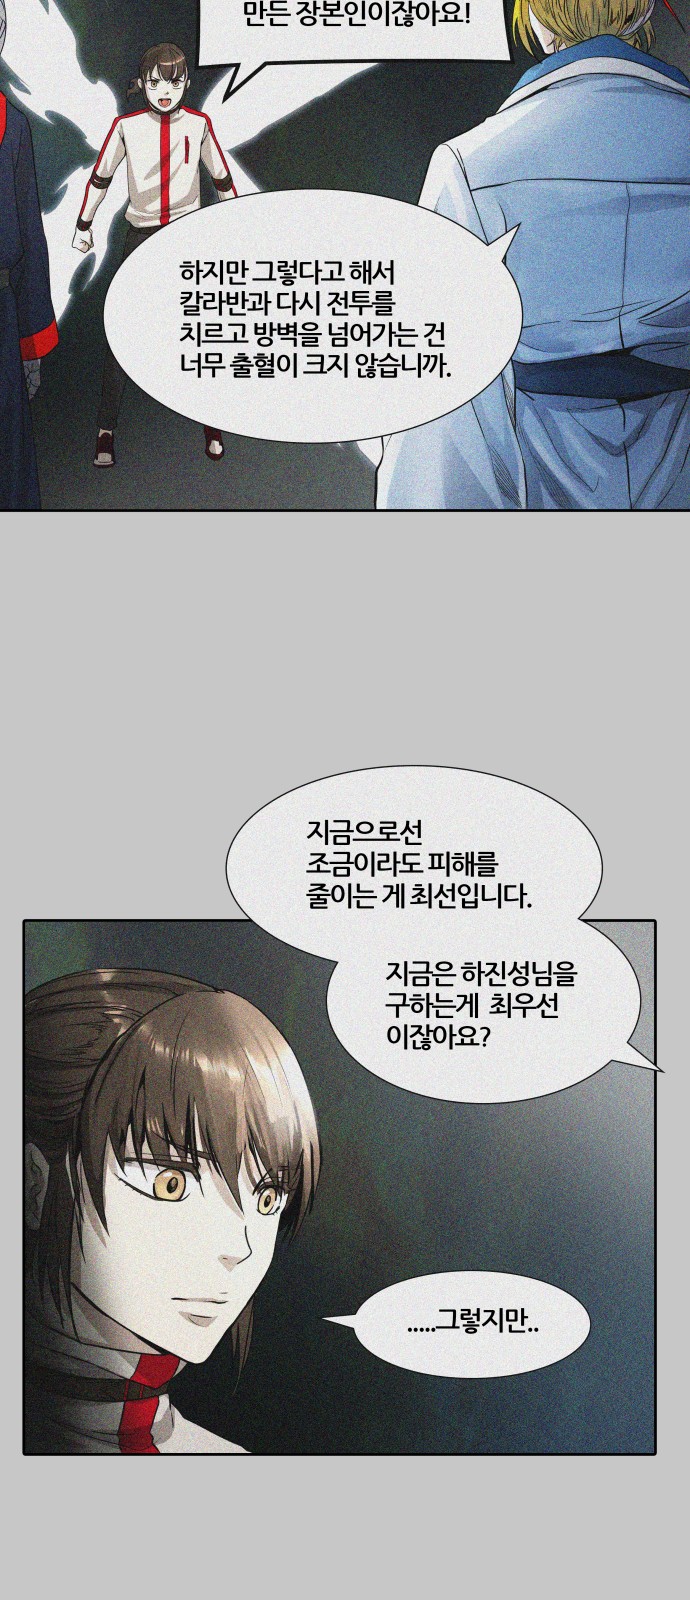 만든 장본인이잖아요!
하지만 그렇다고 해서
칼라반과 다시 전투를
치르고 방벽을 넘어가는 건
너무 출혈이 크지 않습니까.
지금으로선
조금이라도 피해를
줄이는 게 최선입니다.
지금은 하진성님을
구하는게 최우선
이잖아요?
.....그렇지만..